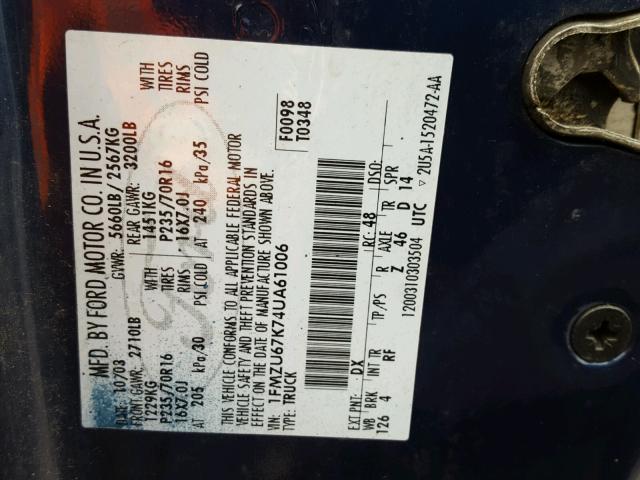 MFD. BY FORD MOTOR CO. IN U.S.A.
DATE: 10/03 GVWR: 5660LB / 2567KG
FRONT GAWR: 2710LB REAR GAWR: 3200LB
1229KG WITH 1451KG WITH
P235/70R16 TIRES P235/70R16 TIRES
16X7.0J RIMS 16X7.0J RIMS
AT 205 kPa/30 PSI COLD AT 240 kPa/35 PSI COLD
THIS VEHICLE CONFORMS TO ALL APPLICABLE FEDERAL MOTOR
VEHICLE SAFETY AND THEFT PREVENTION STANDARDS IN
EFFECT ON THE DATE OF MANUFACTURE SHOWN ABOVE.
VIN: 1FMZU67K74UA61006 F0098
TYPE: TRUCK T0348
EXT PNT: DX RC: 48 DSO:
WB BRK INT TR TP/PS R AXLE TR SPR
126 4 RF Z 46 D 14
1200310303504 UTC ▽ 2U5A-1520472-AA